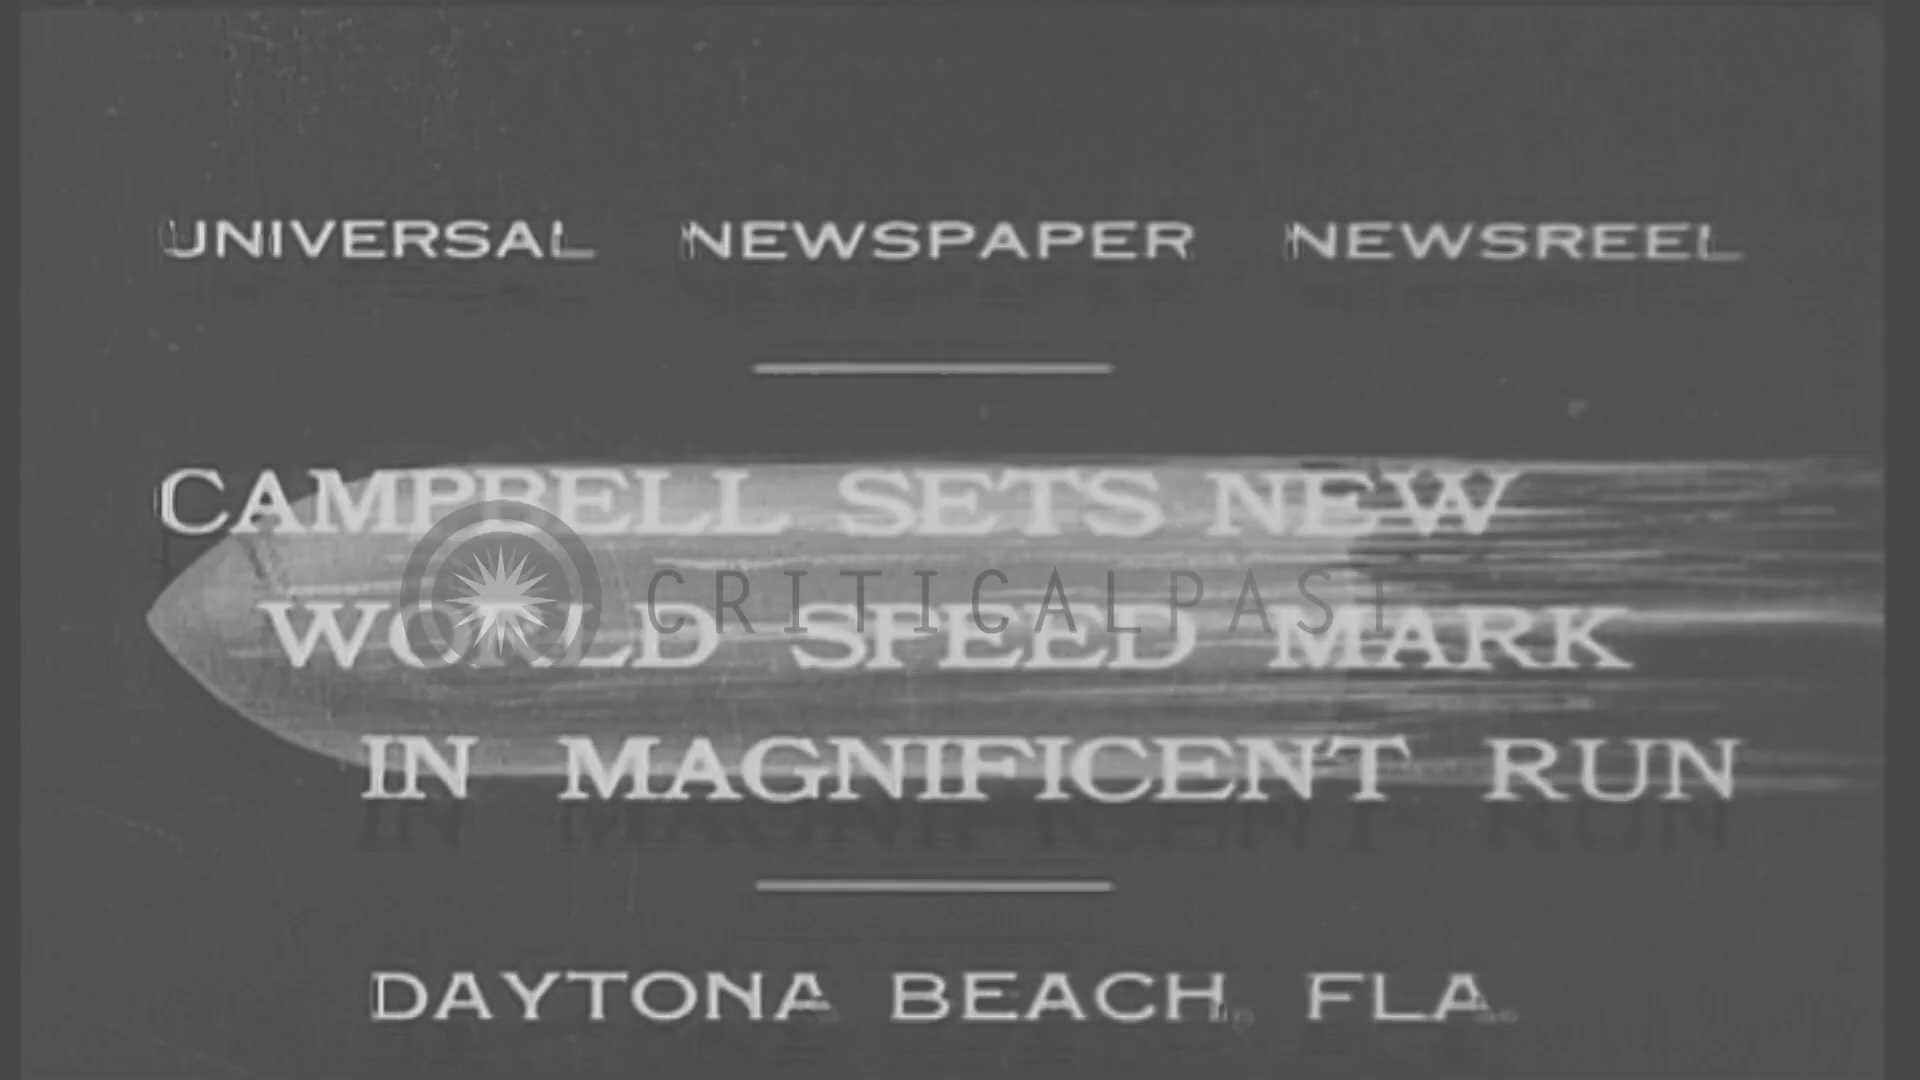 UNIVERSAL NEWSPAPER NEWSREEL
CAMPBELL SETS NEW
WORLD SPEED MARK
CRITICALPAST
IN MAGNIFICENT RUN
DAYTONA BEACH, FLA.